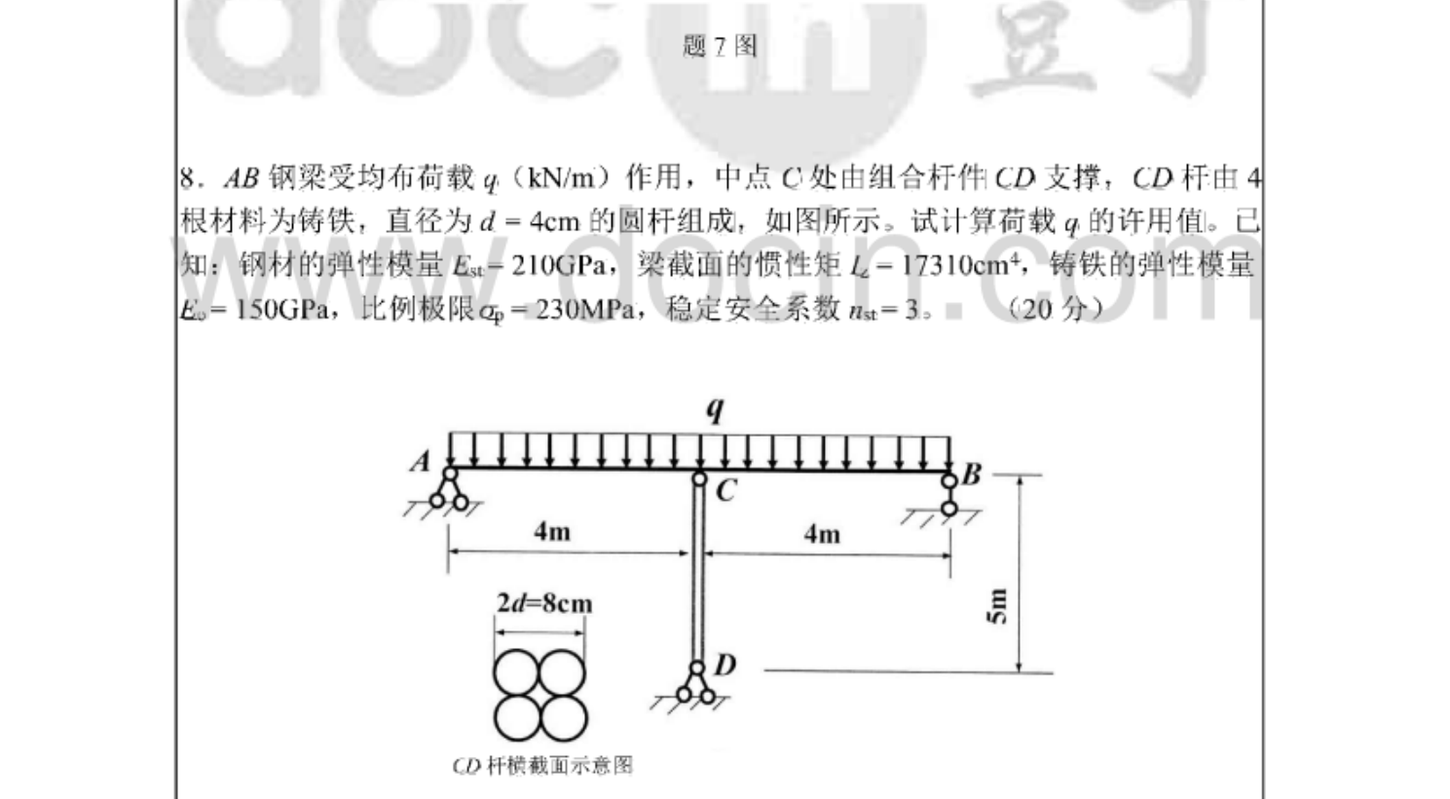 docin 豆丁
题 7 图
8．AB 钢梁受均布荷载 q（kN/m）作用，中点 C 处由组合杆件 CD 支撑，CD 杆由 4
根材料为铸铁，直径为 d = 4cm 的圆杆组成，如图所示。试计算荷载 q 的许用值。已
知：钢材的弹性模量 Est = 210GPa，梁截面的惯性矩 Iz = 17310cm⁴，铸铁的弹性模量
= 150GPa，比例极限 σp = 230MPa，稳定安全系数 nst = 3。 （20 分）
www.docin.com
q
A
B
C
4m
4m
5m
2d=8cm
D
CD 杆横截面示意图